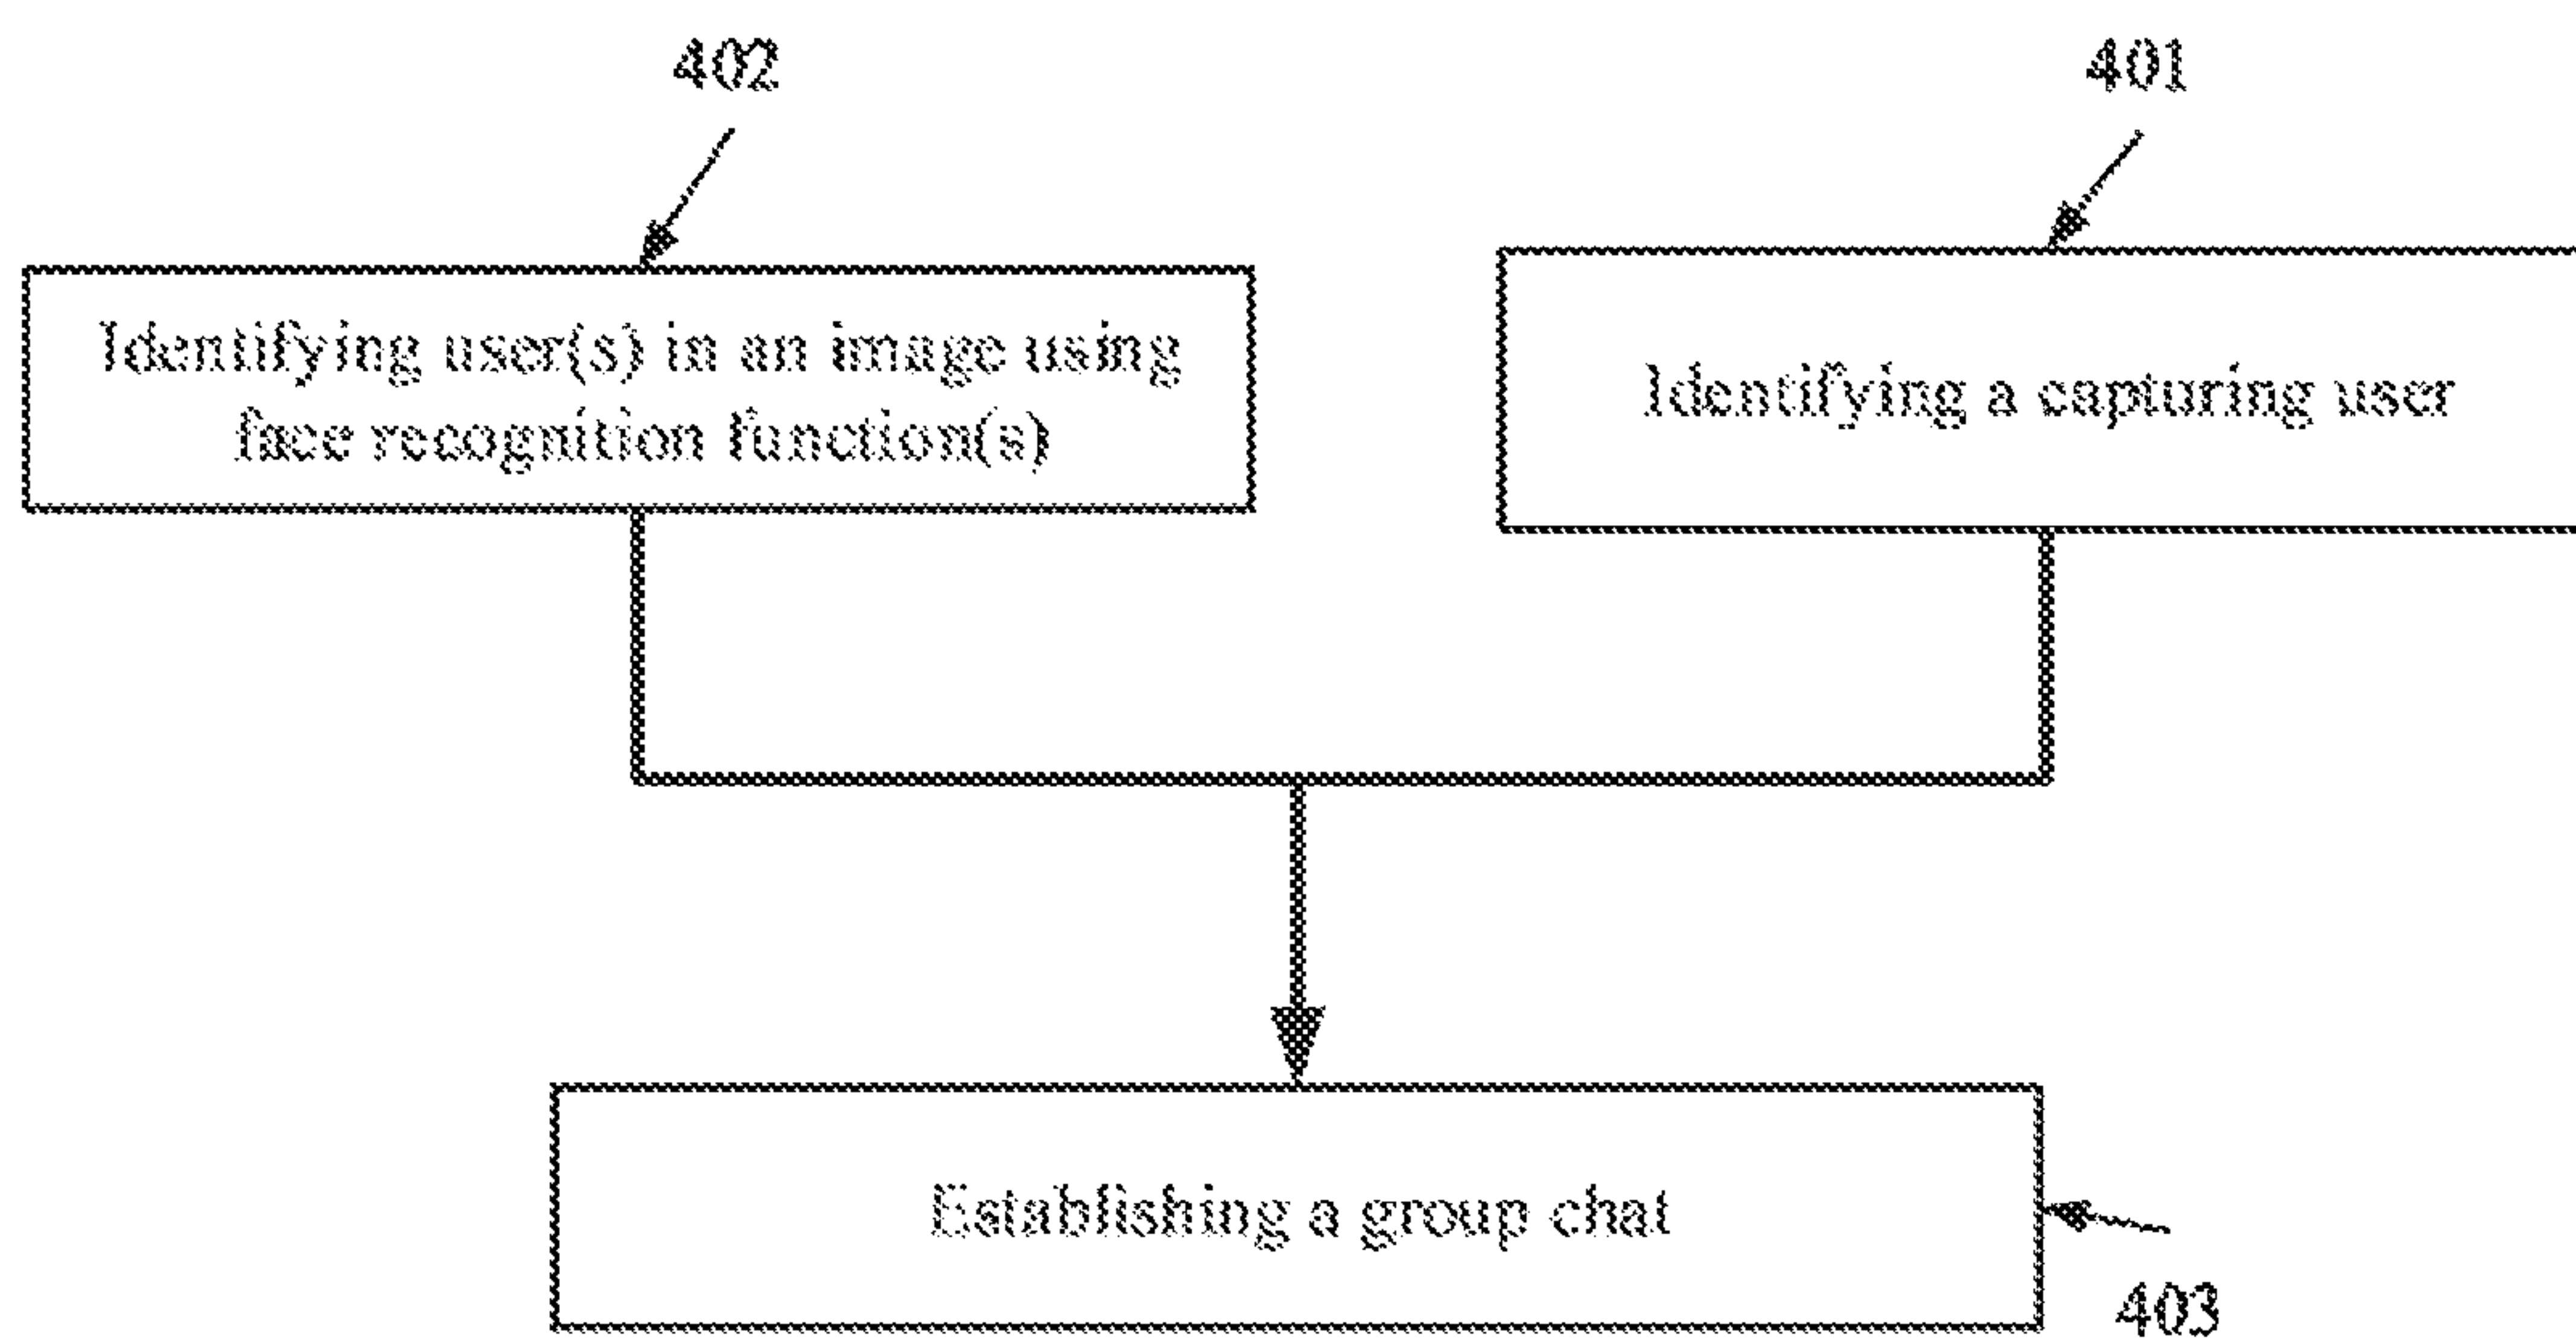 402
401
Identifying user(s) in an image using
face recognition function(s)
Identifying a capturing user
Establishing a group chat
403